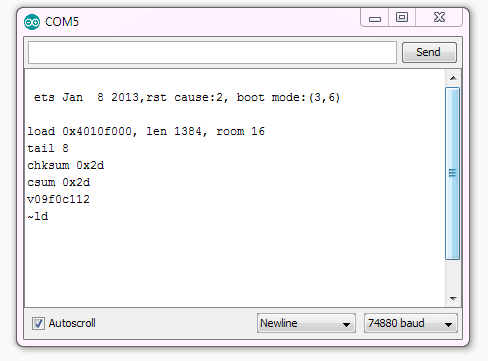 COM5
Send
ets Jan  8 2013,rst cause:2, boot mode:(3,6)
load 0x4010f000, len 1384, room 16
tail 8
chksum 0x2d
csum 0x2d
v09f0c112
~ld
Autoscroll
Newline
74880 baud